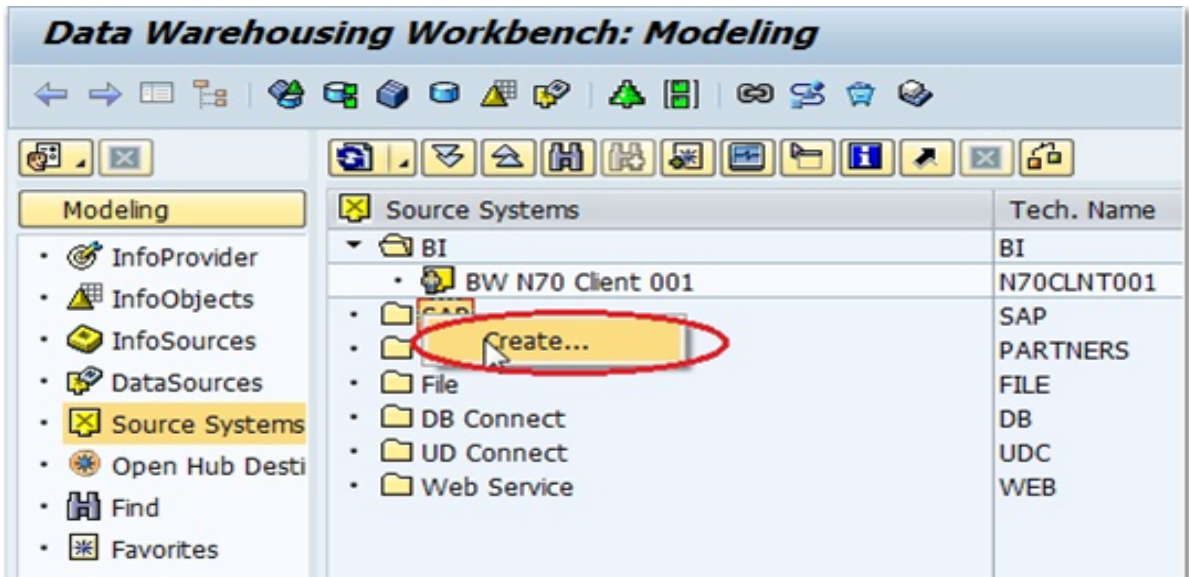 Data Warehousing Workbench: Modeling
Modeling
InfoProvider
InfoObjects
InfoSources
DataSources
Source Systems
Open Hub Desti
Find
Favorites
Source Systems Tech. Name
BI BI
BW N70 Client 001 N70CLNT001
SAP SAP
Create... PARTNERS
File FILE
DB Connect DB
UD Connect UDC
Web Service WEB